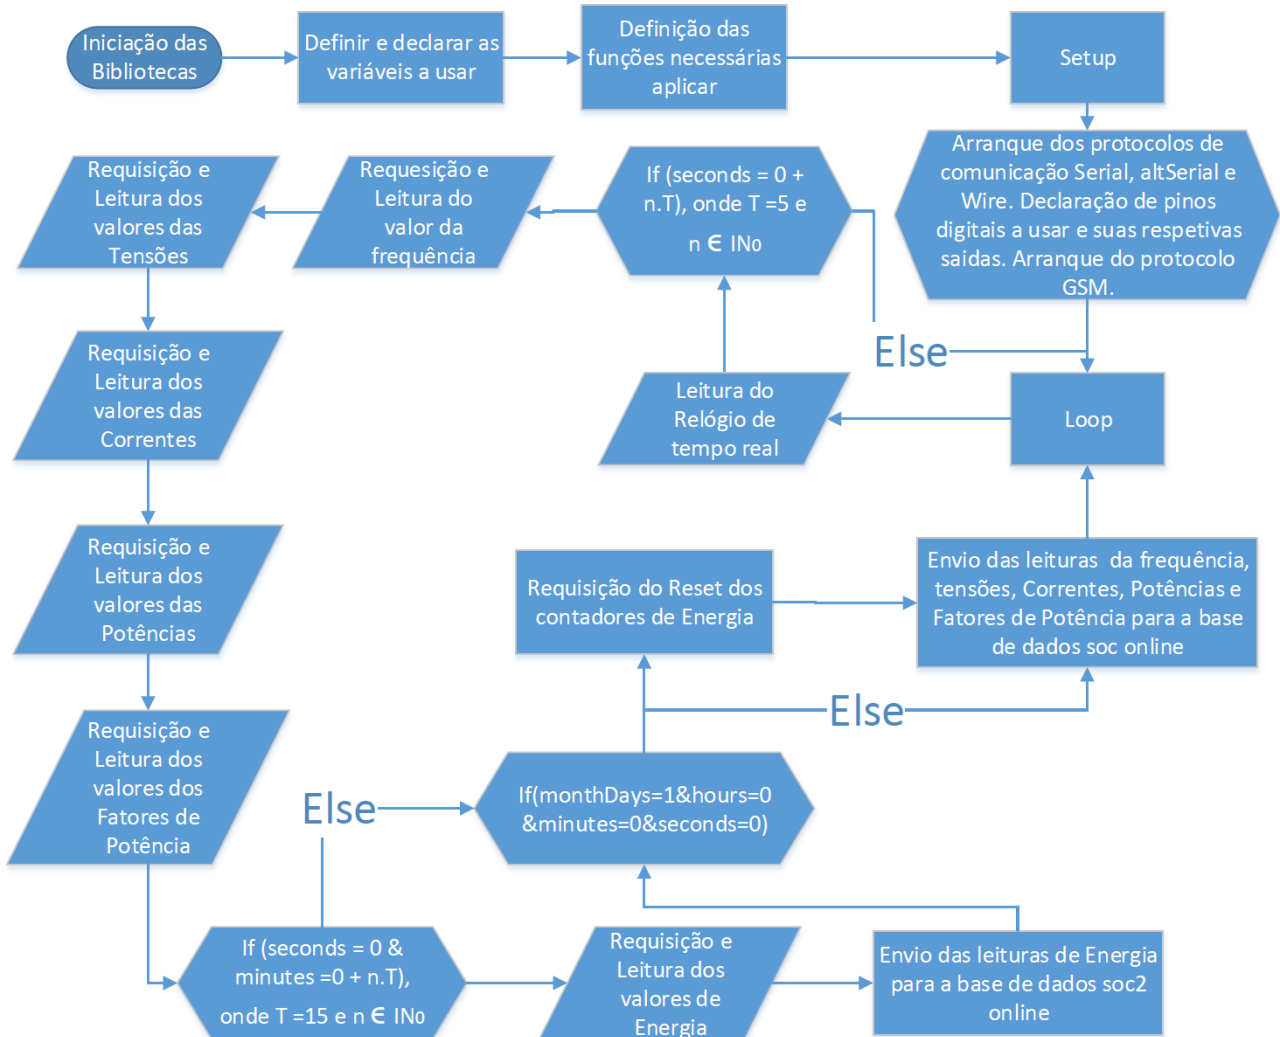 Iniciação das
Bibliotecas
Definir e declarar as
variáveis a usar
Definição das
funções necessárias
aplicar
Setup
Arranque dos protocolos de
comunicação Serial, altSerial e
Wire. Declaração de pinos
digitais a usar e suas respetivas
saidas. Arranque do protocolo
GSM.
Else
Loop
Leitura do
Relógio de
tempo real
If (seconds = 0 +
n.T), onde T =5 e
n ∈ IN₀
Requesição e
Leitura do
valor da
frequência
Requisição e
Leitura dos
valores das
Tensões
Requisição e
Leitura dos
valores das
Correntes
Requisição e
Leitura dos
valores das
Potências
Requisição e
Leitura dos
valores dos
Fatores de
Potência
If (seconds = 0 &
minutes =0 + n.T),
onde T =15 e n ∈ IN₀
Else
Requisição e
Leitura dos
valores de
Energia
Envio das leituras de Energia
para a base de dados soc2
online
If(monthDays=1&hours=0
&minutes=0&seconds=0)
Else
Requisição do Reset dos
contadores de Energia
Envio das leituras da frequência,
tensões, Correntes, Potências e
Fatores de Potência para a base
de dados soc online